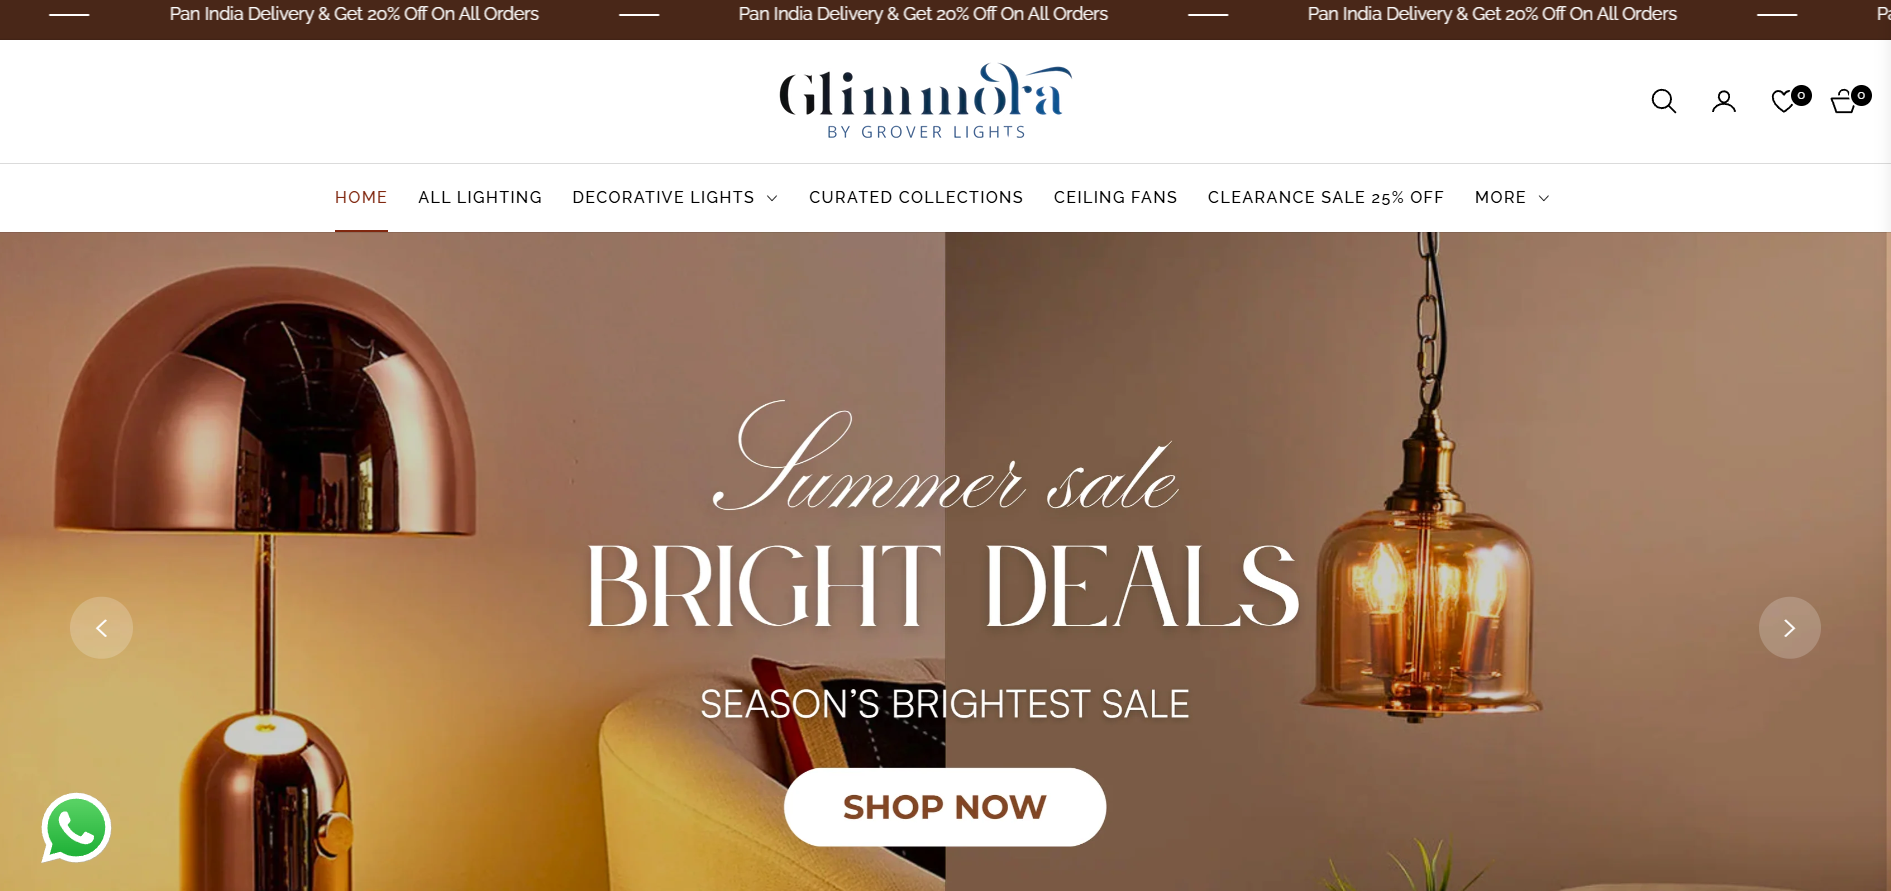 Pan India Delivery & Get 20% Off On All Orders Pan India Delivery & Get 20% Off On All Orders Pan India Delivery & Get 20% Off On All Orders
Glimmora
BY GROVER LIGHTS
0 0
HOME ALL LIGHTING DECORATIVE LIGHTS CURATED COLLECTIONS CEILING FANS CLEARANCE SALE 25% OFF MORE
Summer sale
BRIGHT DEALS
SEASON'S BRIGHTEST SALE
SHOP NOW